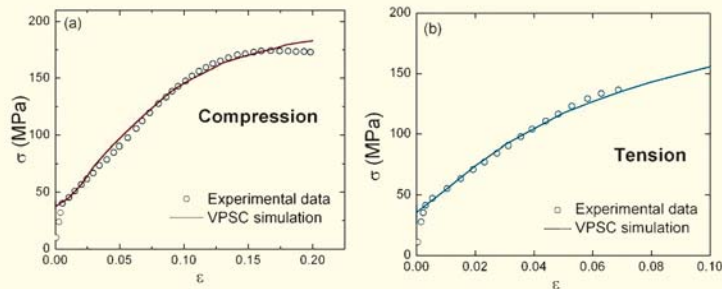 (a)
200
150
100
50
0
σ (MPa)
Compression
Experimental data
VPSC simulation
0.00 0.05 0.10 0.15 0.20
ε
(b)
200
150
100
50
0
σ (MPa)
Tension
Experimental data
VPSC simulation
0.00 0.02 0.04 0.06 0.08 0.10
ε